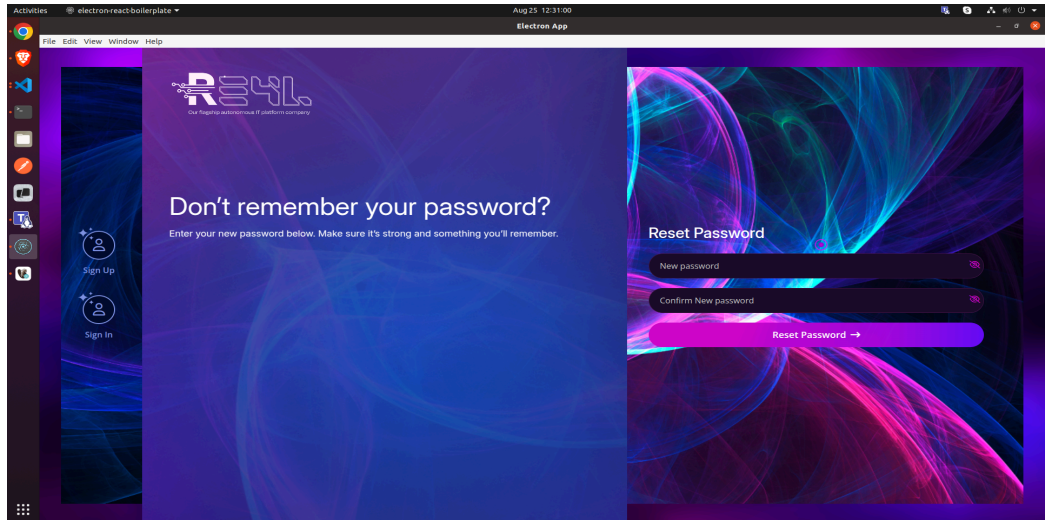 Activities
electron-react-boilerplate
Aug 25 12:31:00
Electron App
File Edit View Window Help
RE4L
Our flagship autonomous IT platform company
Don't remember your password?
Enter your new password below. Make sure it's strong and something you'll remember.
Sign Up
Sign In
Reset Password
New password
Confirm New password
Reset Password →